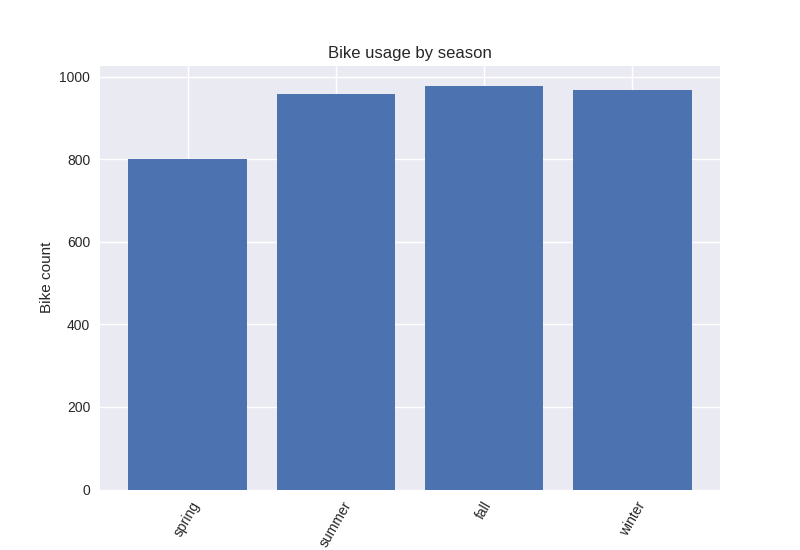 Bike usage by season
1000
800
600
400
200
0
Bike count
spring
summer
fall
winter